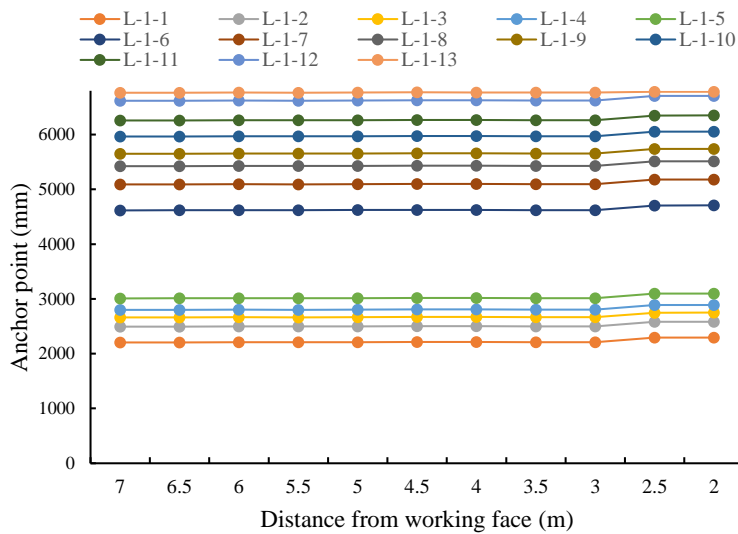 L-1-1 L-1-2 L-1-3 L-1-4 L-1-5
L-1-6 L-1-7 L-1-8 L-1-9 L-1-10
L-1-11 L-1-12 L-1-13
6000
5000
4000
3000
2000
1000
0
Anchor point (mm)
7 6.5 6 5.5 5 4.5 4 3.5 3 2.5 2
Distance from working face (m)